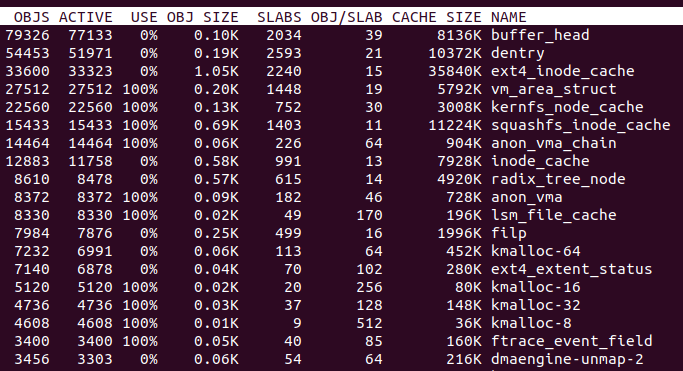 OBJS ACTIVE USE OBJ SIZE SLABS OBJ/SLAB CACHE SIZE NAME
79326 77133 0% 0.10K 2034 39 8136K buffer_head
54453 51971 0% 0.19K 2593 21 10372K dentry
33600 33323 0% 1.05K 2240 15 35840K ext4_inode_cache
27512 27512 100% 0.20K 1448 19 5792K vm_area_struct
22560 22560 100% 0.13K 752 30 3008K kernfs_node_cache
15433 15433 100% 0.69K 1403 11 11224K squashfs_inode_cache
14464 14464 100% 0.06K 226 64 904K anon_vma_chain
12883 11758 0% 0.58K 991 13 7928K inode_cache
8610 8478 0% 0.57K 615 14 4920K radix_tree_node
8372 8372 100% 0.09K 182 46 728K anon_vma
8330 8330 100% 0.02K 49 170 196K lsm_file_cache
7984 7876 0% 0.25K 499 16 1996K filp
7232 6991 0% 0.06K 113 64 452K kmalloc-64
7140 6878 0% 0.04K 70 102 280K ext4_extent_status
5120 5120 100% 0.02K 20 256 80K kmalloc-16
4736 4736 100% 0.03K 37 128 148K kmalloc-32
4608 4608 100% 0.01K 9 512 36K kmalloc-8
3400 3400 100% 0.05K 40 85 160K ftrace_event_field
3456 3303 0% 0.06K 54 64 216K dmaengine-unmap-2